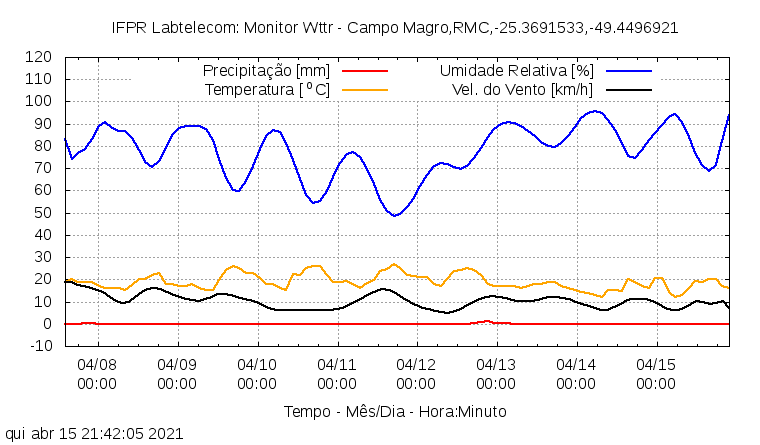 IFPR Labtelecom: Monitor Wttr - Campo Magro,RMC,-25.3691533,-49.4496921
Precipitação [mm]
Temperatura [⁰C]
Umidade Relativa [%]
Vel. do Vento [km/h]
120
110
100
90
80
70
60
50
40
30
20
10
0
-10
04/08 04/09 04/10 04/11 04/12 04/13 04/14 04/15
00:00 00:00 00:00 00:00 00:00 00:00 00:00 00:00
Tempo - Mês/Dia - Hora:Minuto
qui abr 15 21:42:05 2021